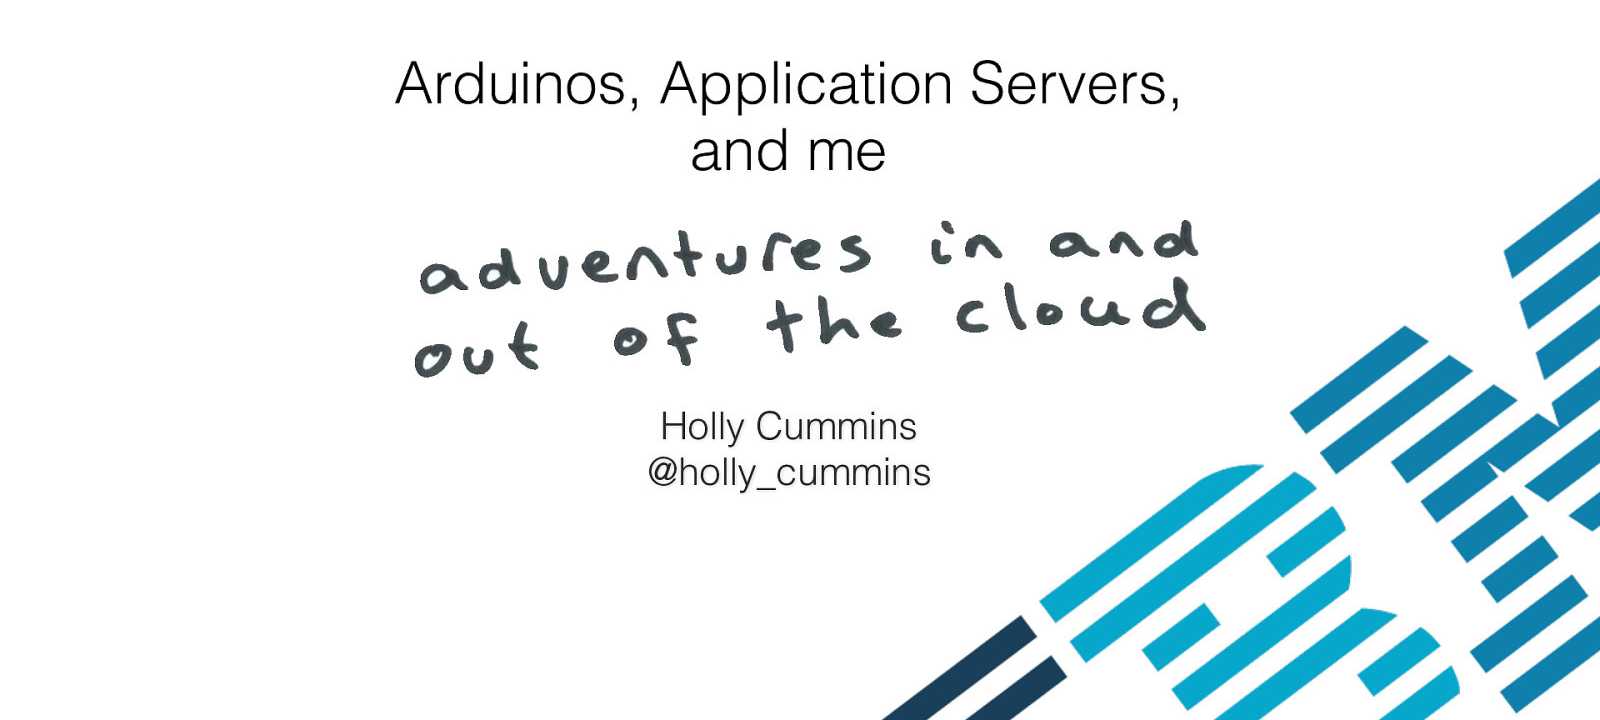 Arduinos, Application Servers,
and me
adventures in and
out of the cloud
Holly Cummins
@holly_cummins